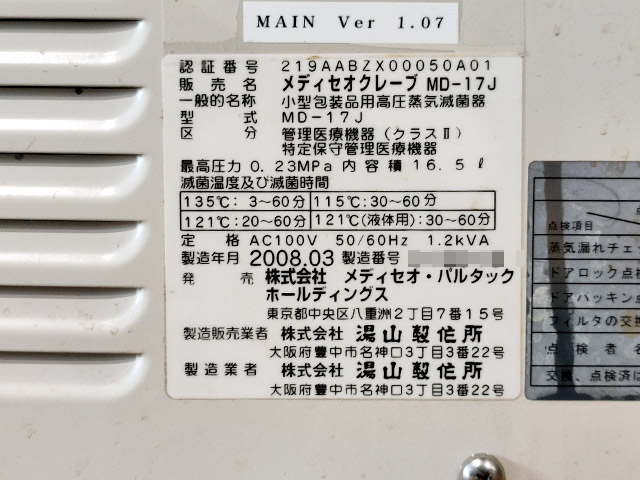 MAIN Ver 1.07
認証番号 219AABZX00050A01
販売名 メディセオクレーブ MD-17J
一般的名称 小型包装品用高圧蒸気滅菌器
型式 MD-17J
区分 管理医療機器(クラスⅡ)
特定保守管理医療機器
最高圧力 0.23MPa 内容積 16.5ℓ
滅菌温度及び滅菌時間
135℃: 3~60分 115℃:30~60分
121℃:20~60分 121℃(液体用):30~60分
定格 AC100V 50/60Hz 1.2kVA
製造年月 2008.03 製造番号
発売 株式会社 メディセオ・パルタック
ホールディングス
東京都中央区八重洲2丁目7番15号
製造販売業者 株式会社 湯山製作所
大阪府豊中市名神口3丁目3番22号
製造業者 株式会社 湯山製作所
大阪府豊中市名神口3丁目3番22号
点検
点検項目
蒸気漏れチェ
ドアロック点検
ドアパッキン点
フィルタの交換
点検者名
交換、点検済は